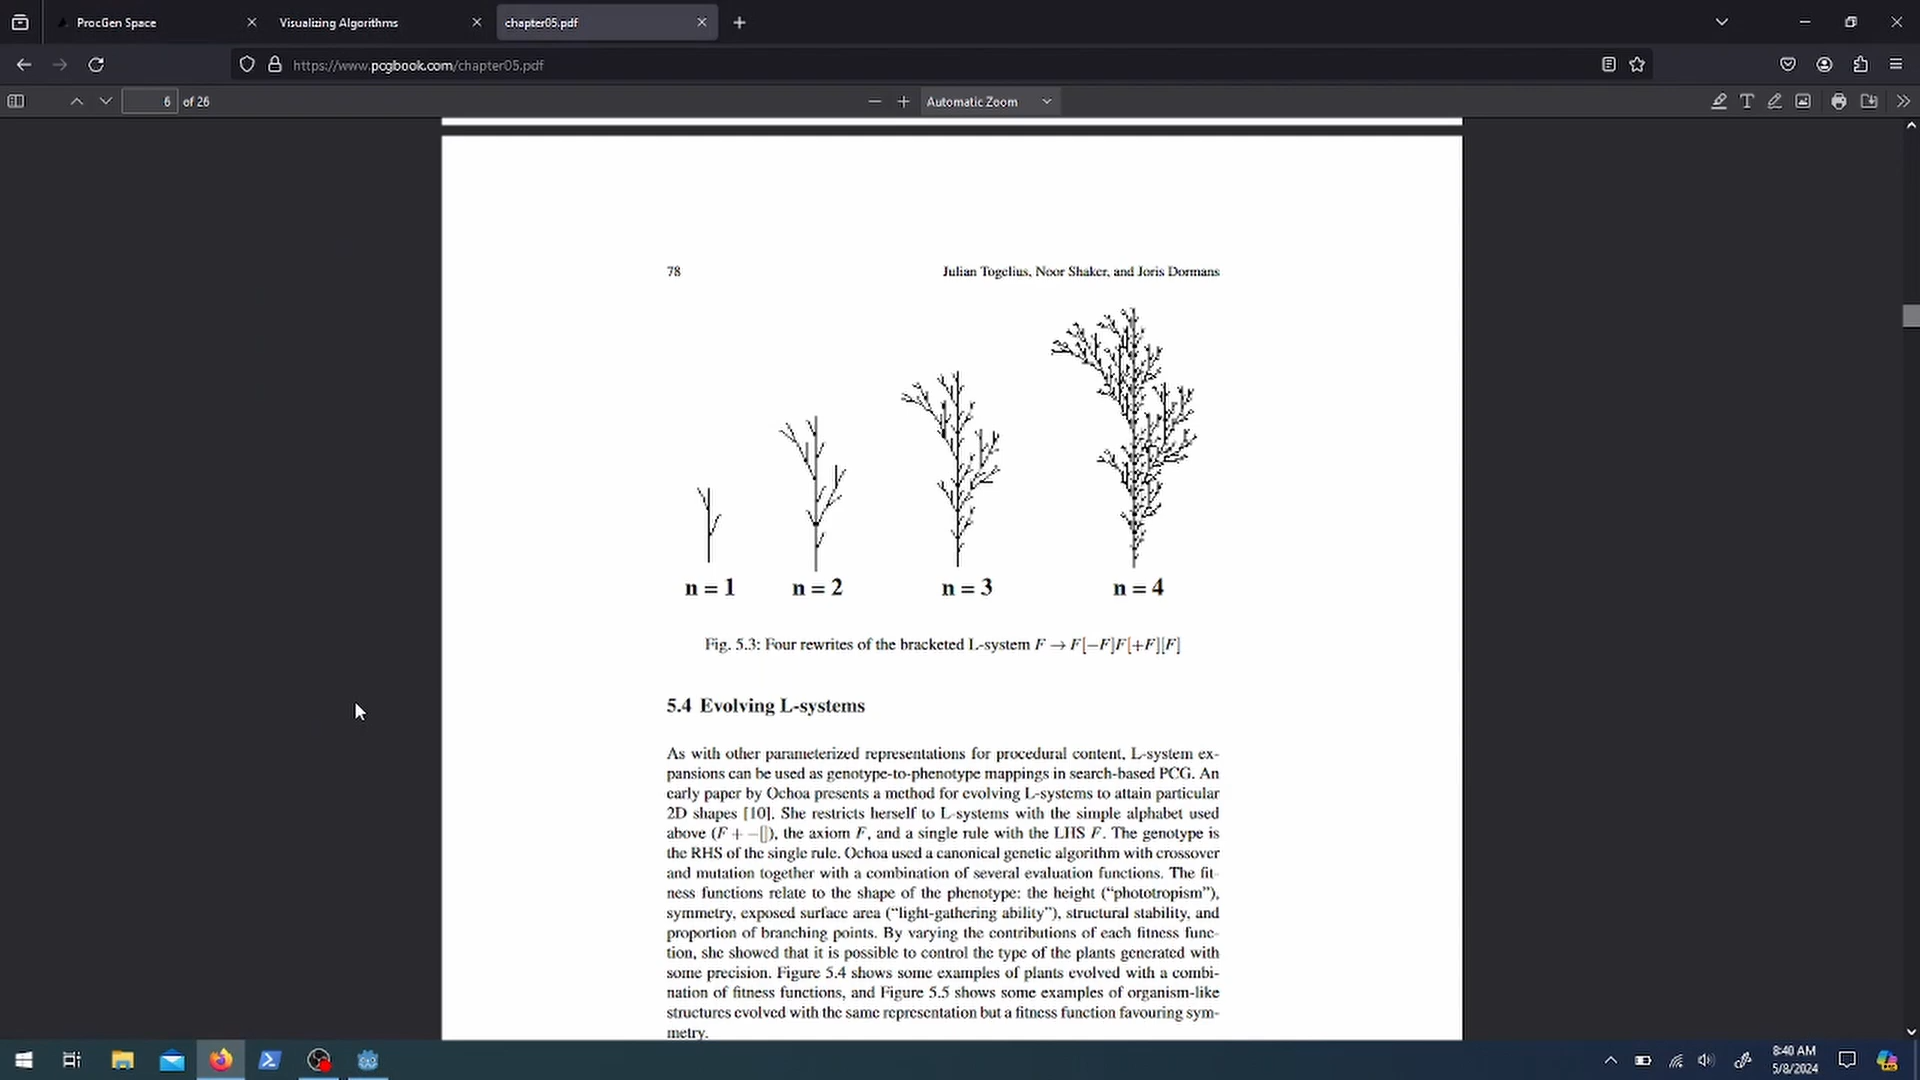 ProcGen Space
Visualizing Algorithms
chapter05.pdf
https://www.pcgbook.com/chapter05.pdf
6 of 26
Automatic Zoom
78 Julian Togelius, Noor Shaker, and Joris Dormans
n = 1 n = 2 n = 3 n = 4
Fig. 5.3: Four rewrites of the bracketed L-system F → F[−F]F[+F][F]
5.4 Evolving L-systems
As with other parameterized representations for procedural content, L-system ex-
pansions can be used as genotype-to-phenotype mappings in search-based PCG. An
early paper by Ochoa presents a method for evolving L-systems to attain particular
2D shapes [10]. She restricts herself to L-systems with the simple alphabet used
above (F + −[]), the axiom F, and a single rule with the LHS F. The genotype is
the RHS of the single rule. Ochoa used a canonical genetic algorithm with crossover
and mutation together with a combination of several evaluation functions. The fit-
ness functions relate to the shape of the phenotype: the height (“phototropism”),
symmetry, exposed surface area (“light-gathering ability”), structural stability, and
proportion of branching points. By varying the contributions of each fitness func-
tion, she showed that it is possible to control the type of the plants generated with
some precision. Figure 5.4 shows some examples of plants evolved with a combi-
nation of fitness functions, and Figure 5.5 shows some examples of organism-like
structures evolved with the same representation but a fitness function favouring sym-
metry.
8:40 AM
5/8/2024